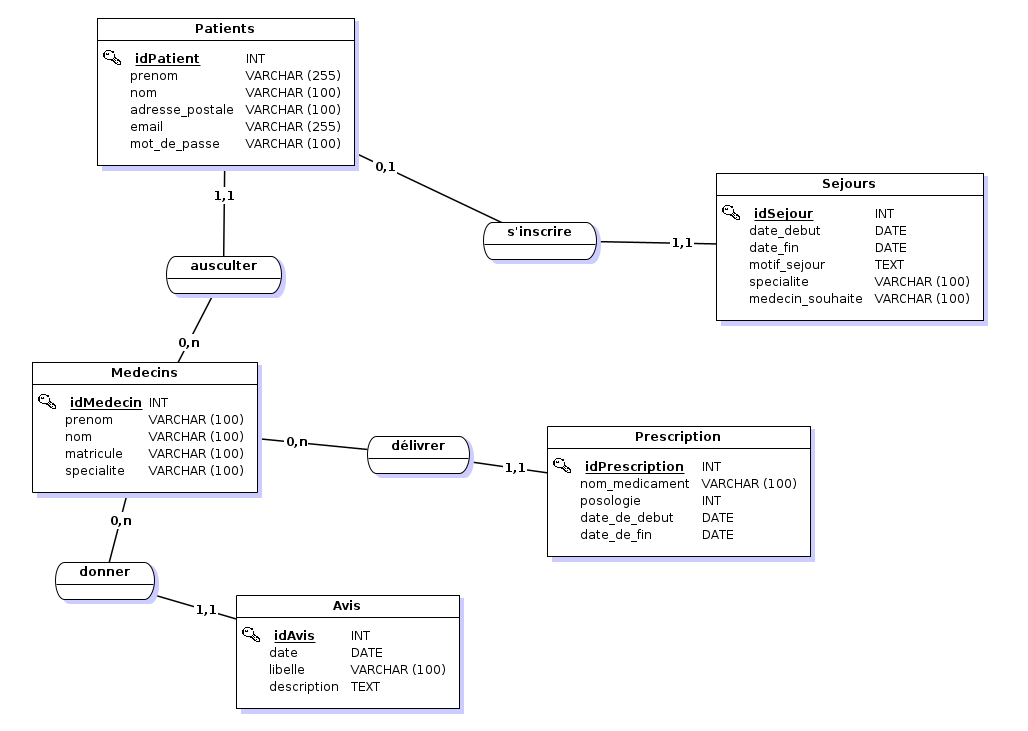 Patients
idPatient INT
prenom VARCHAR (255)
nom VARCHAR (100)
adresse_postale VARCHAR (100)
email VARCHAR (255)
mot_de_passe VARCHAR (100)
0,1
1,1
s'inscrire
1,1
Sejours
idSejour INT
date_debut DATE
date_fin DATE
motif_sejour TEXT
specialite VARCHAR (100)
medecin_souhaite VARCHAR (100)
ausculter
0,n
Medecins
idMedecin INT
prenom VARCHAR (100)
nom VARCHAR (100)
matricule VARCHAR (100)
specialite VARCHAR (100)
0,n
délivrer
1,1
Prescription
idPrescription INT
nom_medicament VARCHAR (100)
posologie INT
date_de_debut DATE
date_de_fin DATE
0,n
donner
1,1
Avis
idAvis INT
date DATE
libelle VARCHAR (100)
description TEXT